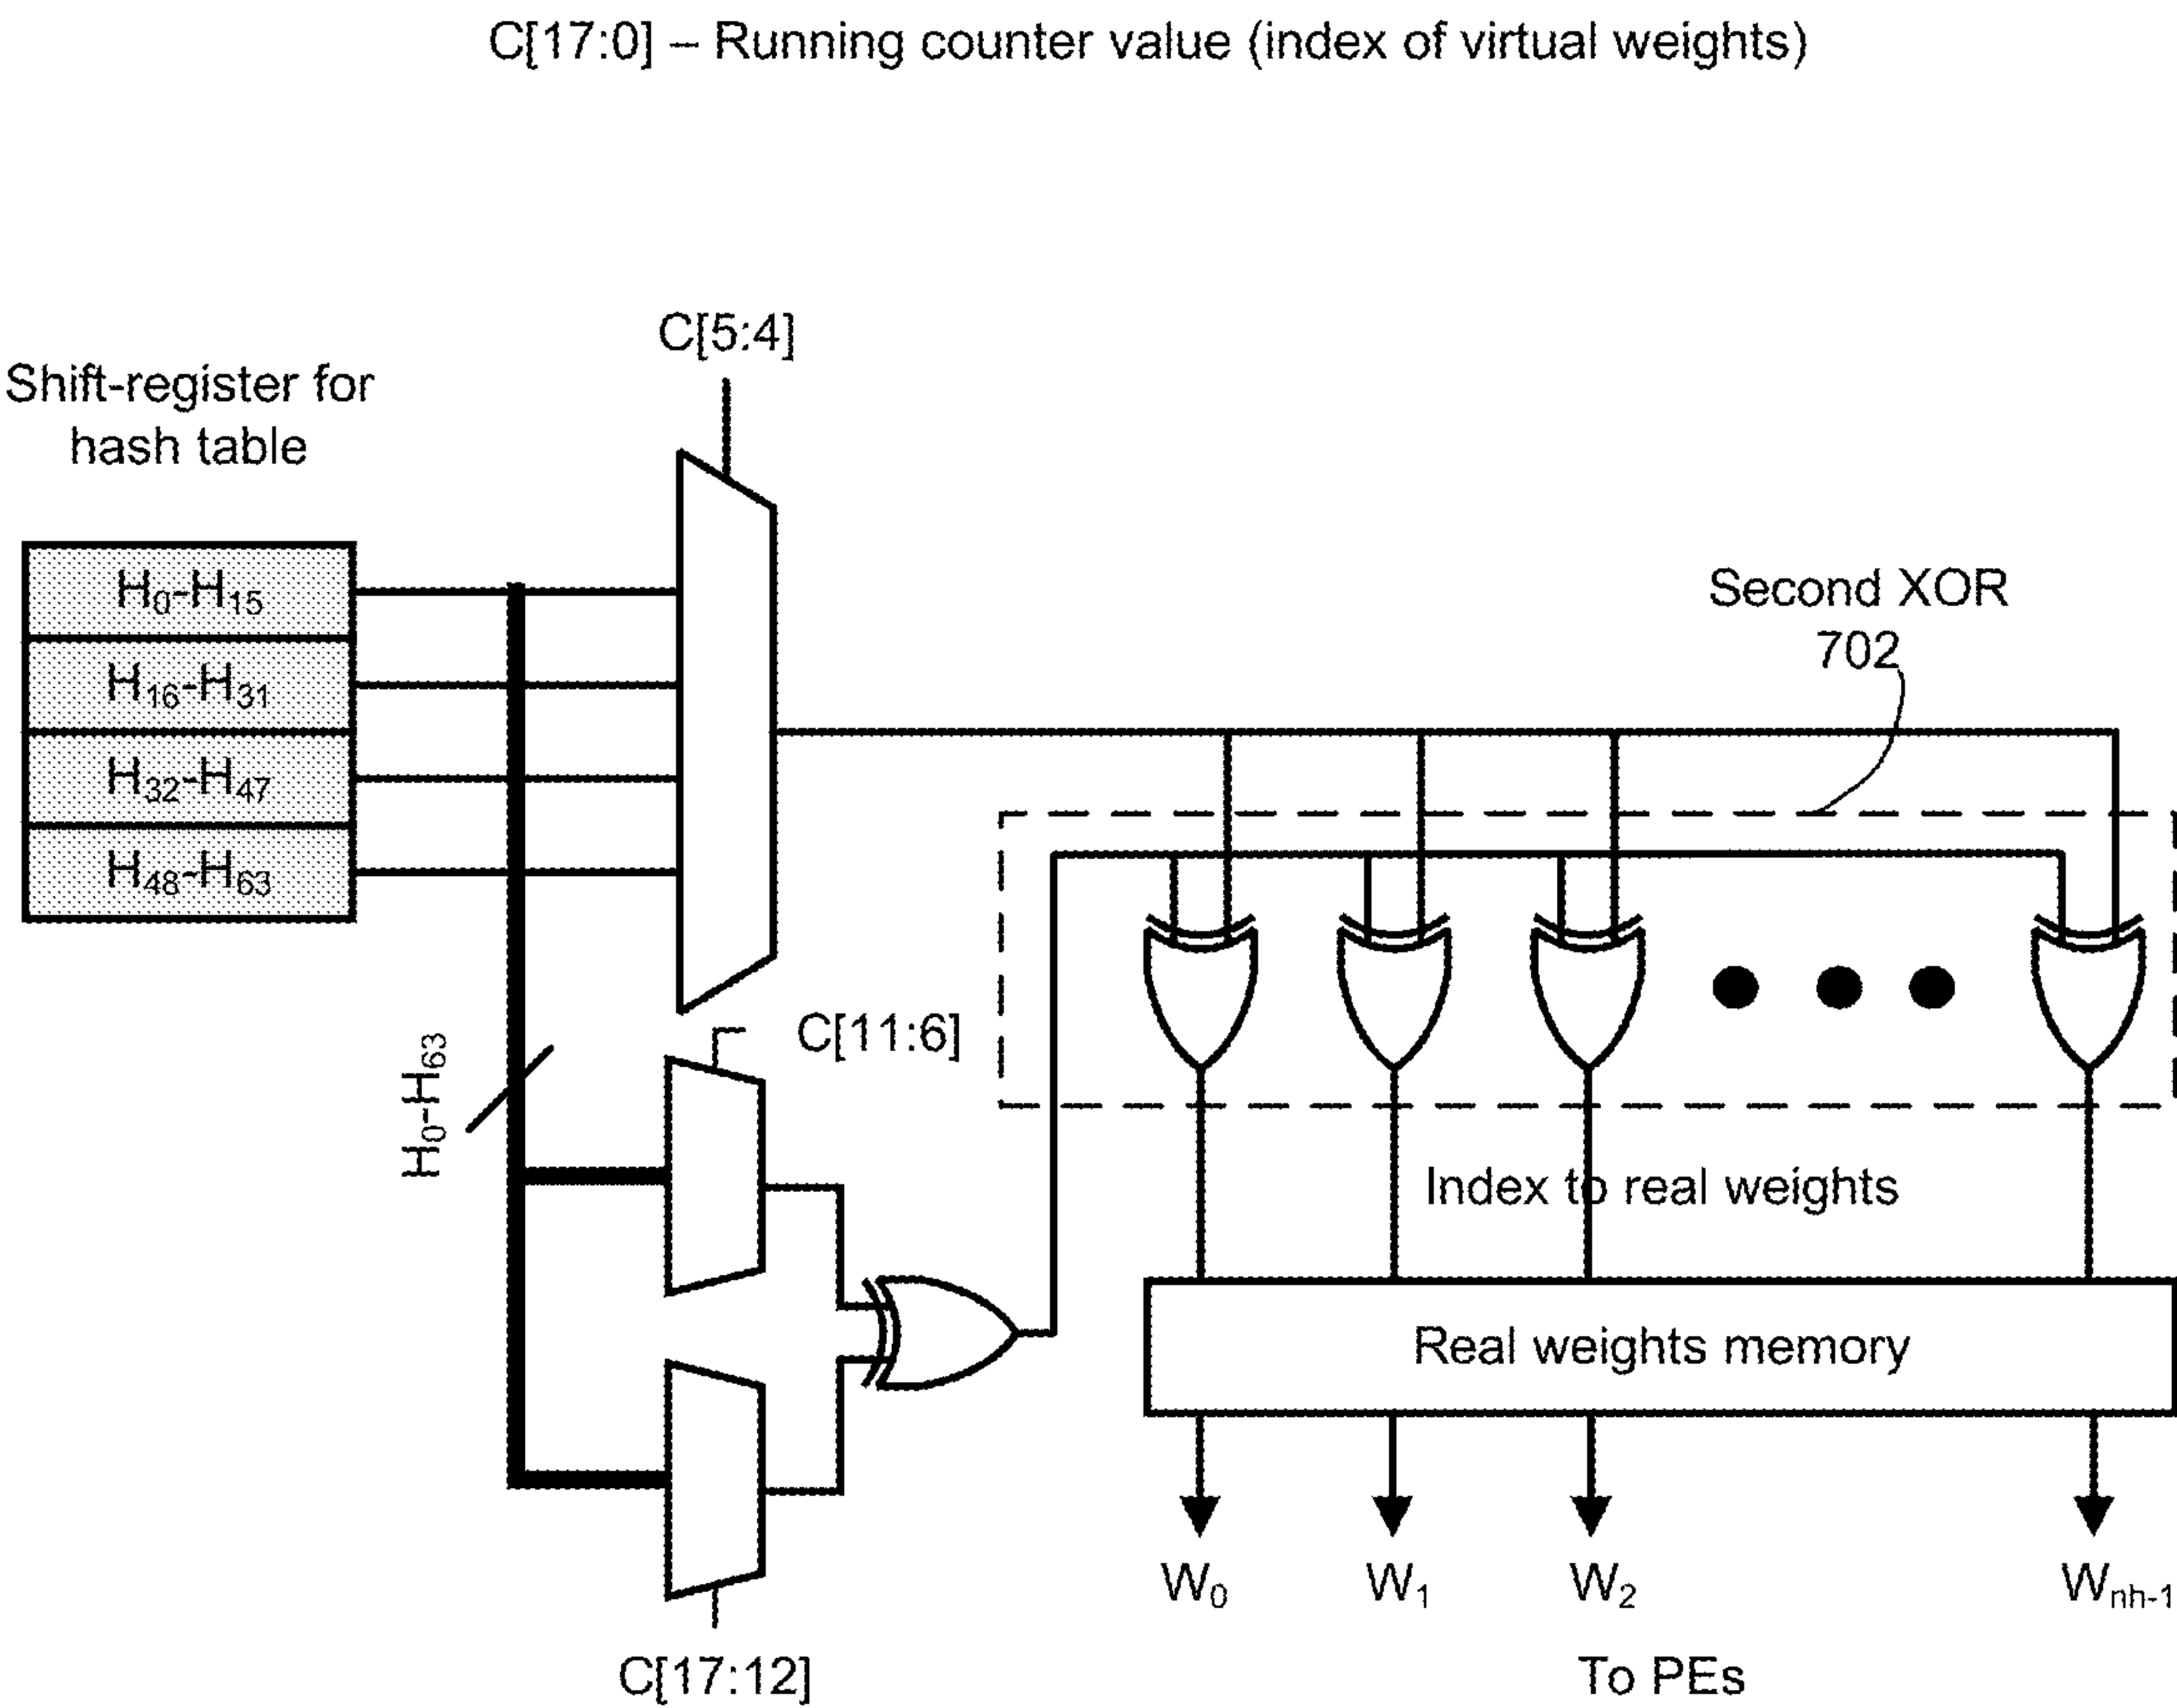 C[17:0] – Running counter value (index of virtual weights)
C[5:4]
Shift-register for
hash table
H₀-H₁₅
H₁₆-H₃₁
H₃₂-H₄₇
H₄₈-H₆₃
Second XOR
702
C[11:6]
H₀-H₆₃
Index to real weights
Real weights memory
W₀ W₁ W₂ Wₙₕ₋₁
C[17:12]
To PEs